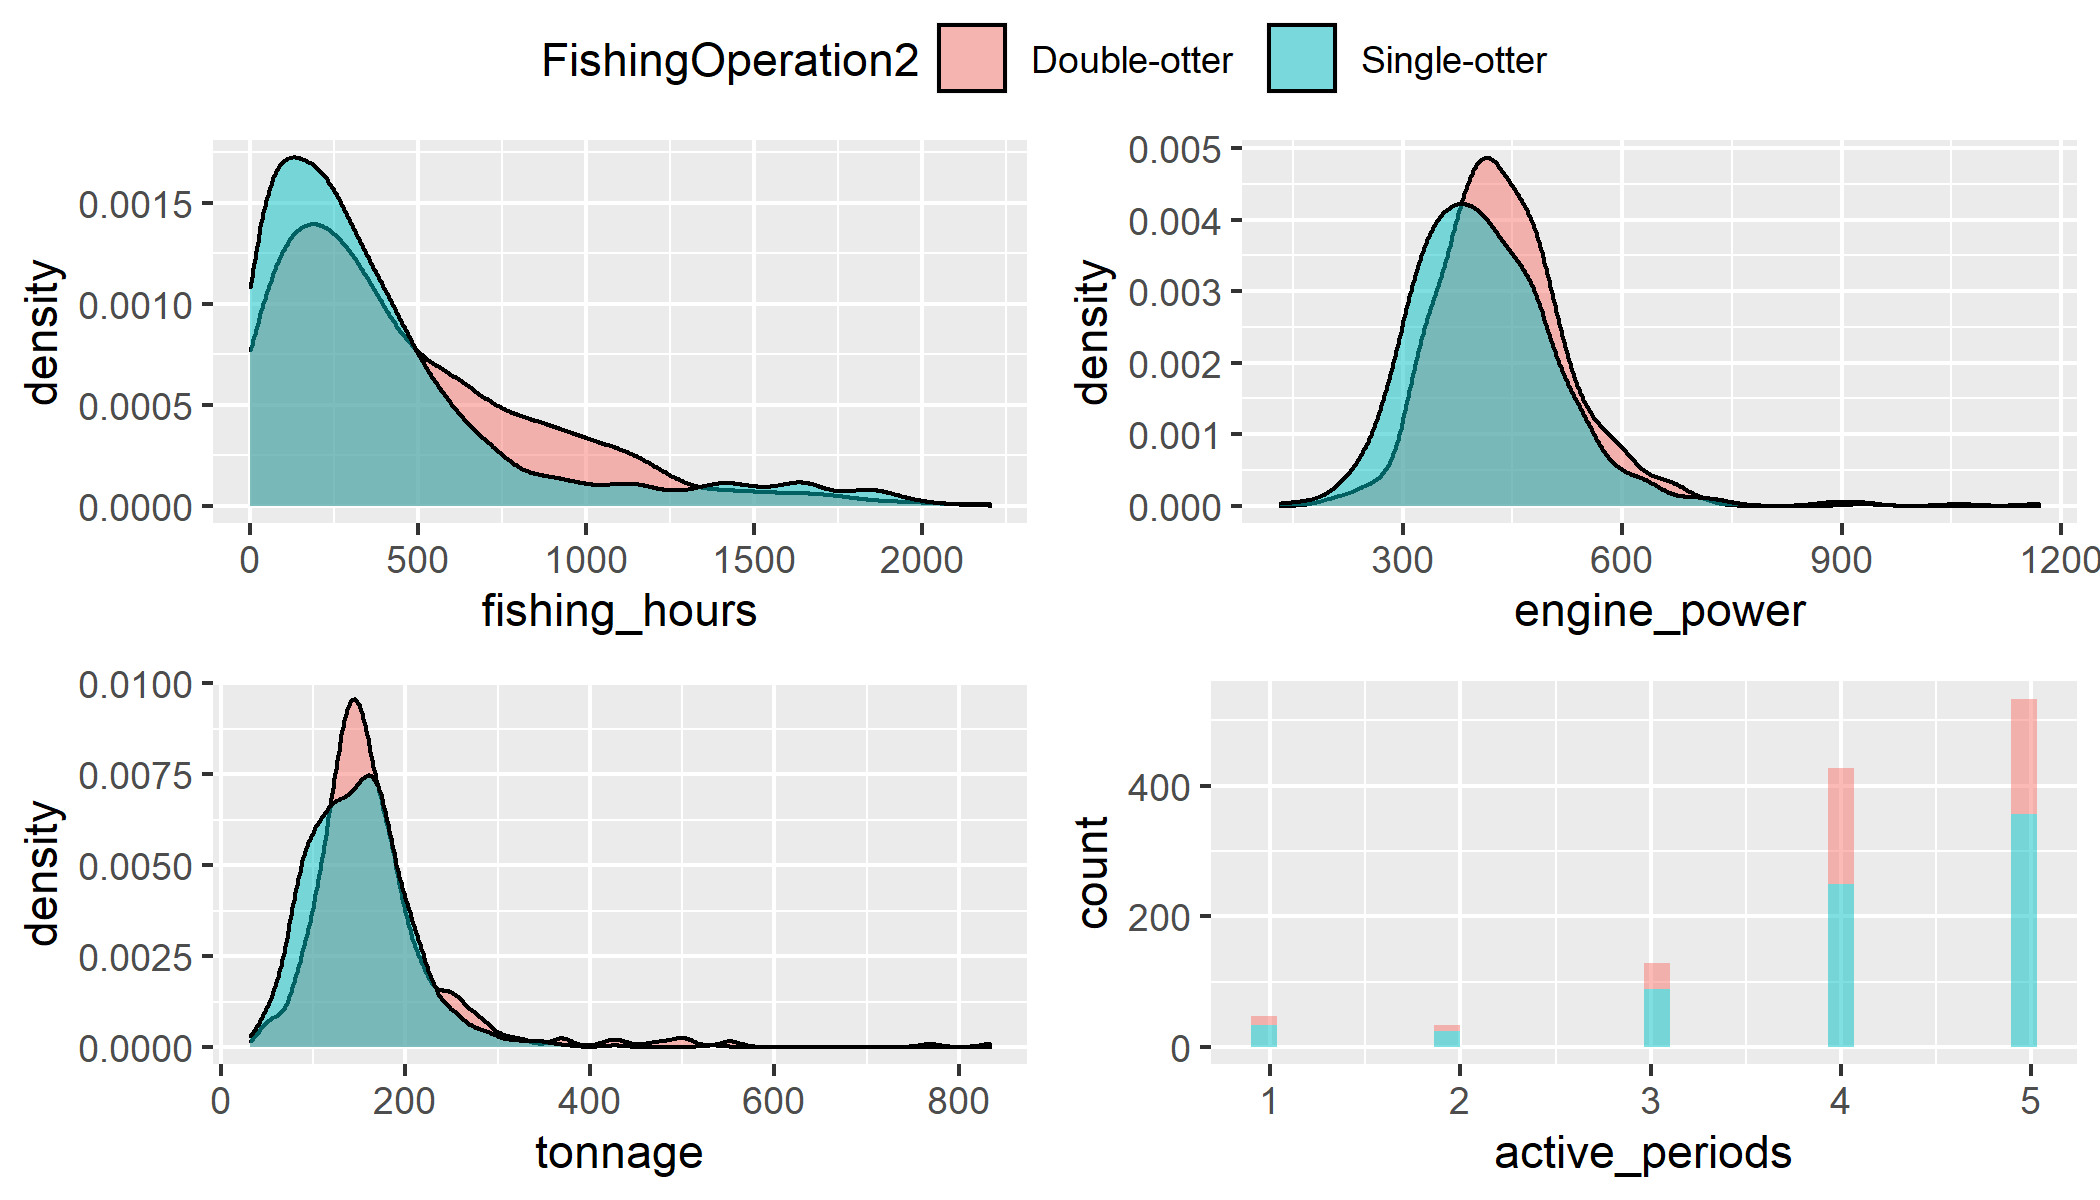 FishingOperation2 Double-otter Single-otter
density
0.0015
0.0010
0.0005
0.0000
0 500 1000 1500 2000
fishing_hours
density
0.005
0.004
0.003
0.002
0.001
0.000
300 600 900 1200
engine_power
density
0.0100
0.0075
0.0050
0.0025
0.0000
0 200 400 600 800
tonnage
count
400
200
0
1 2 3 4 5
active_periods